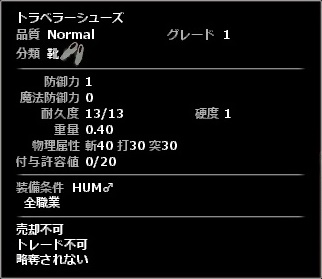 トラベラーシューズ
品質 Normal グレード 1
分類 靴
防御力 1
魔法防御力 0
耐久度 13/13 硬度 1
重量 0.40
物理属性 斬40 打30 突30
付与許容値 0/20
装備条件 HUM♂
全職業
売却不可
トレード不可
略奪されない